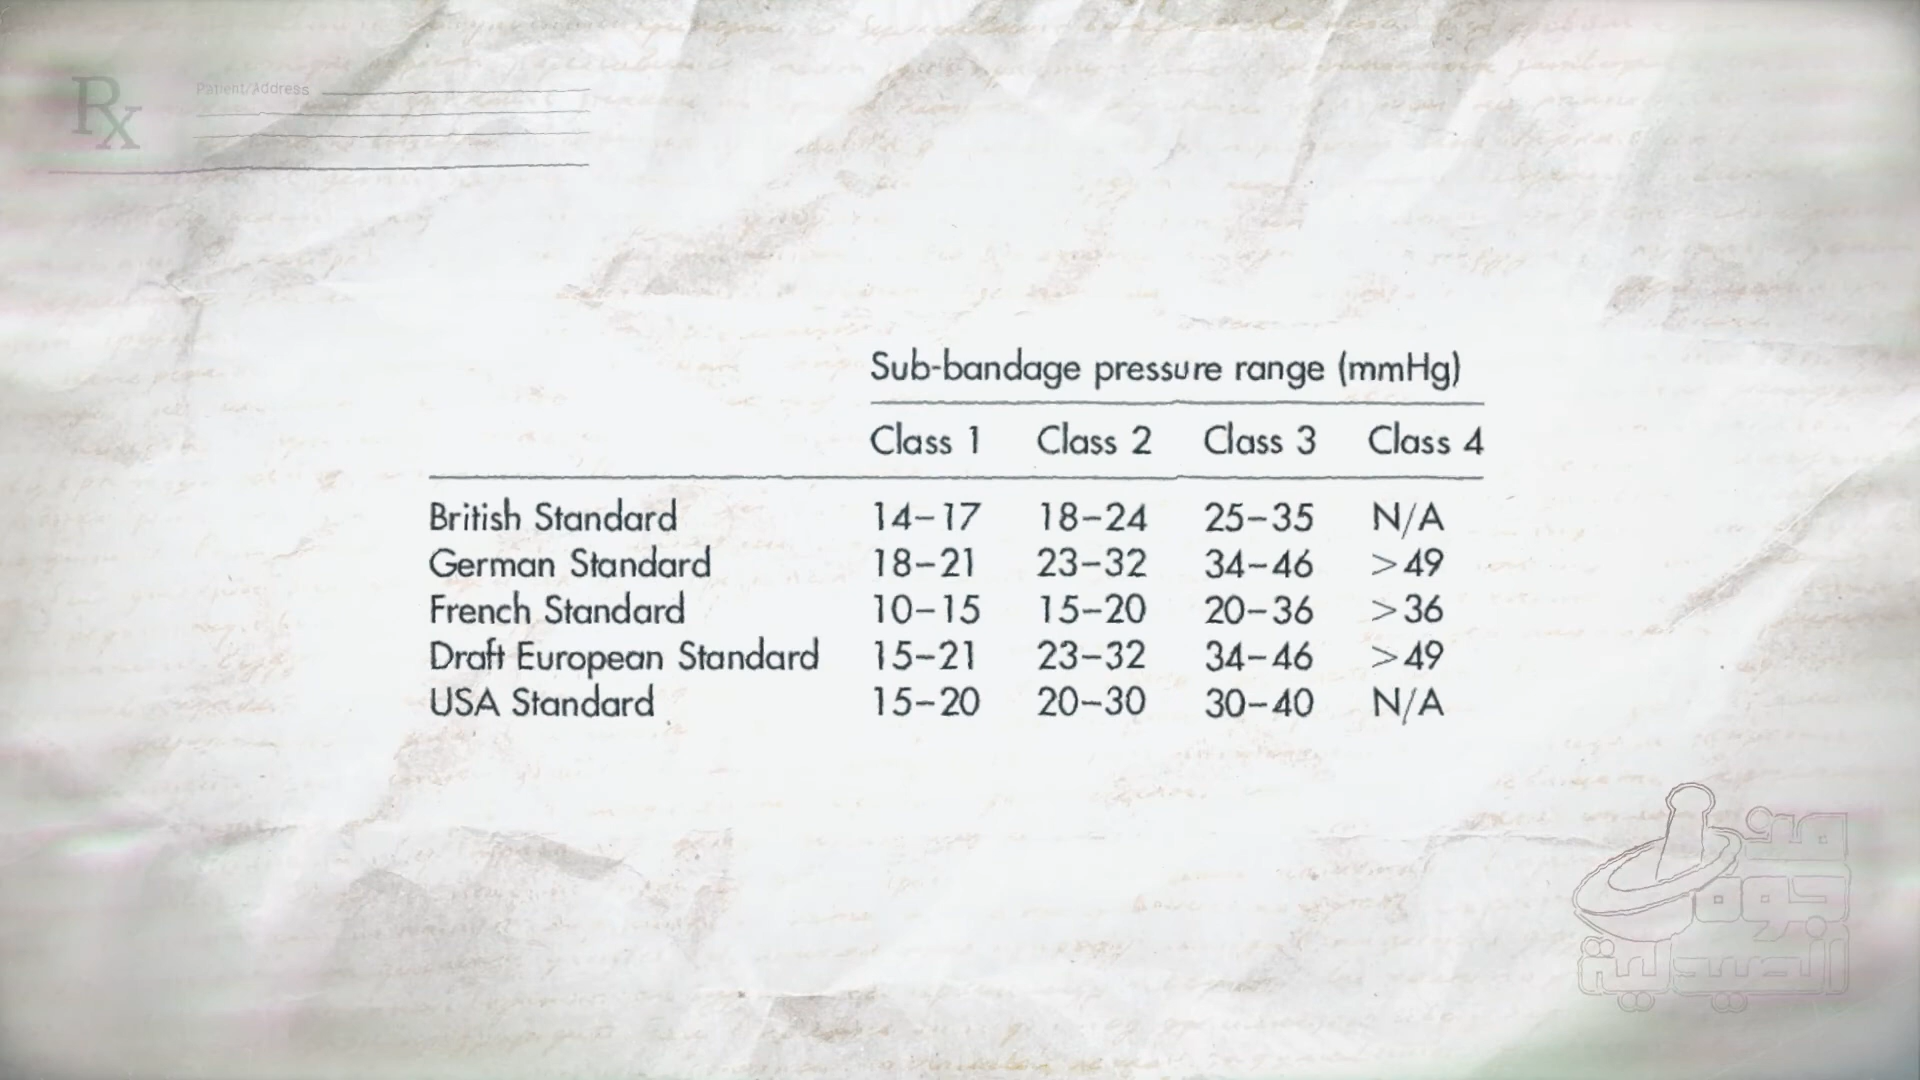 Rx
Patient/Address
Sub-bandage pressure range (mmHg)
Class 1 Class 2 Class 3 Class 4
British Standard 14–17 18–24 25–35 N/A
German Standard 18–21 23–32 34–46 >49
French Standard 10–15 15–20 20–36 >36
Draft European Standard 15–21 23–32 34–46 >49
USA Standard 15–20 20–30 30–40 N/A
من
جوه
الصيدلية